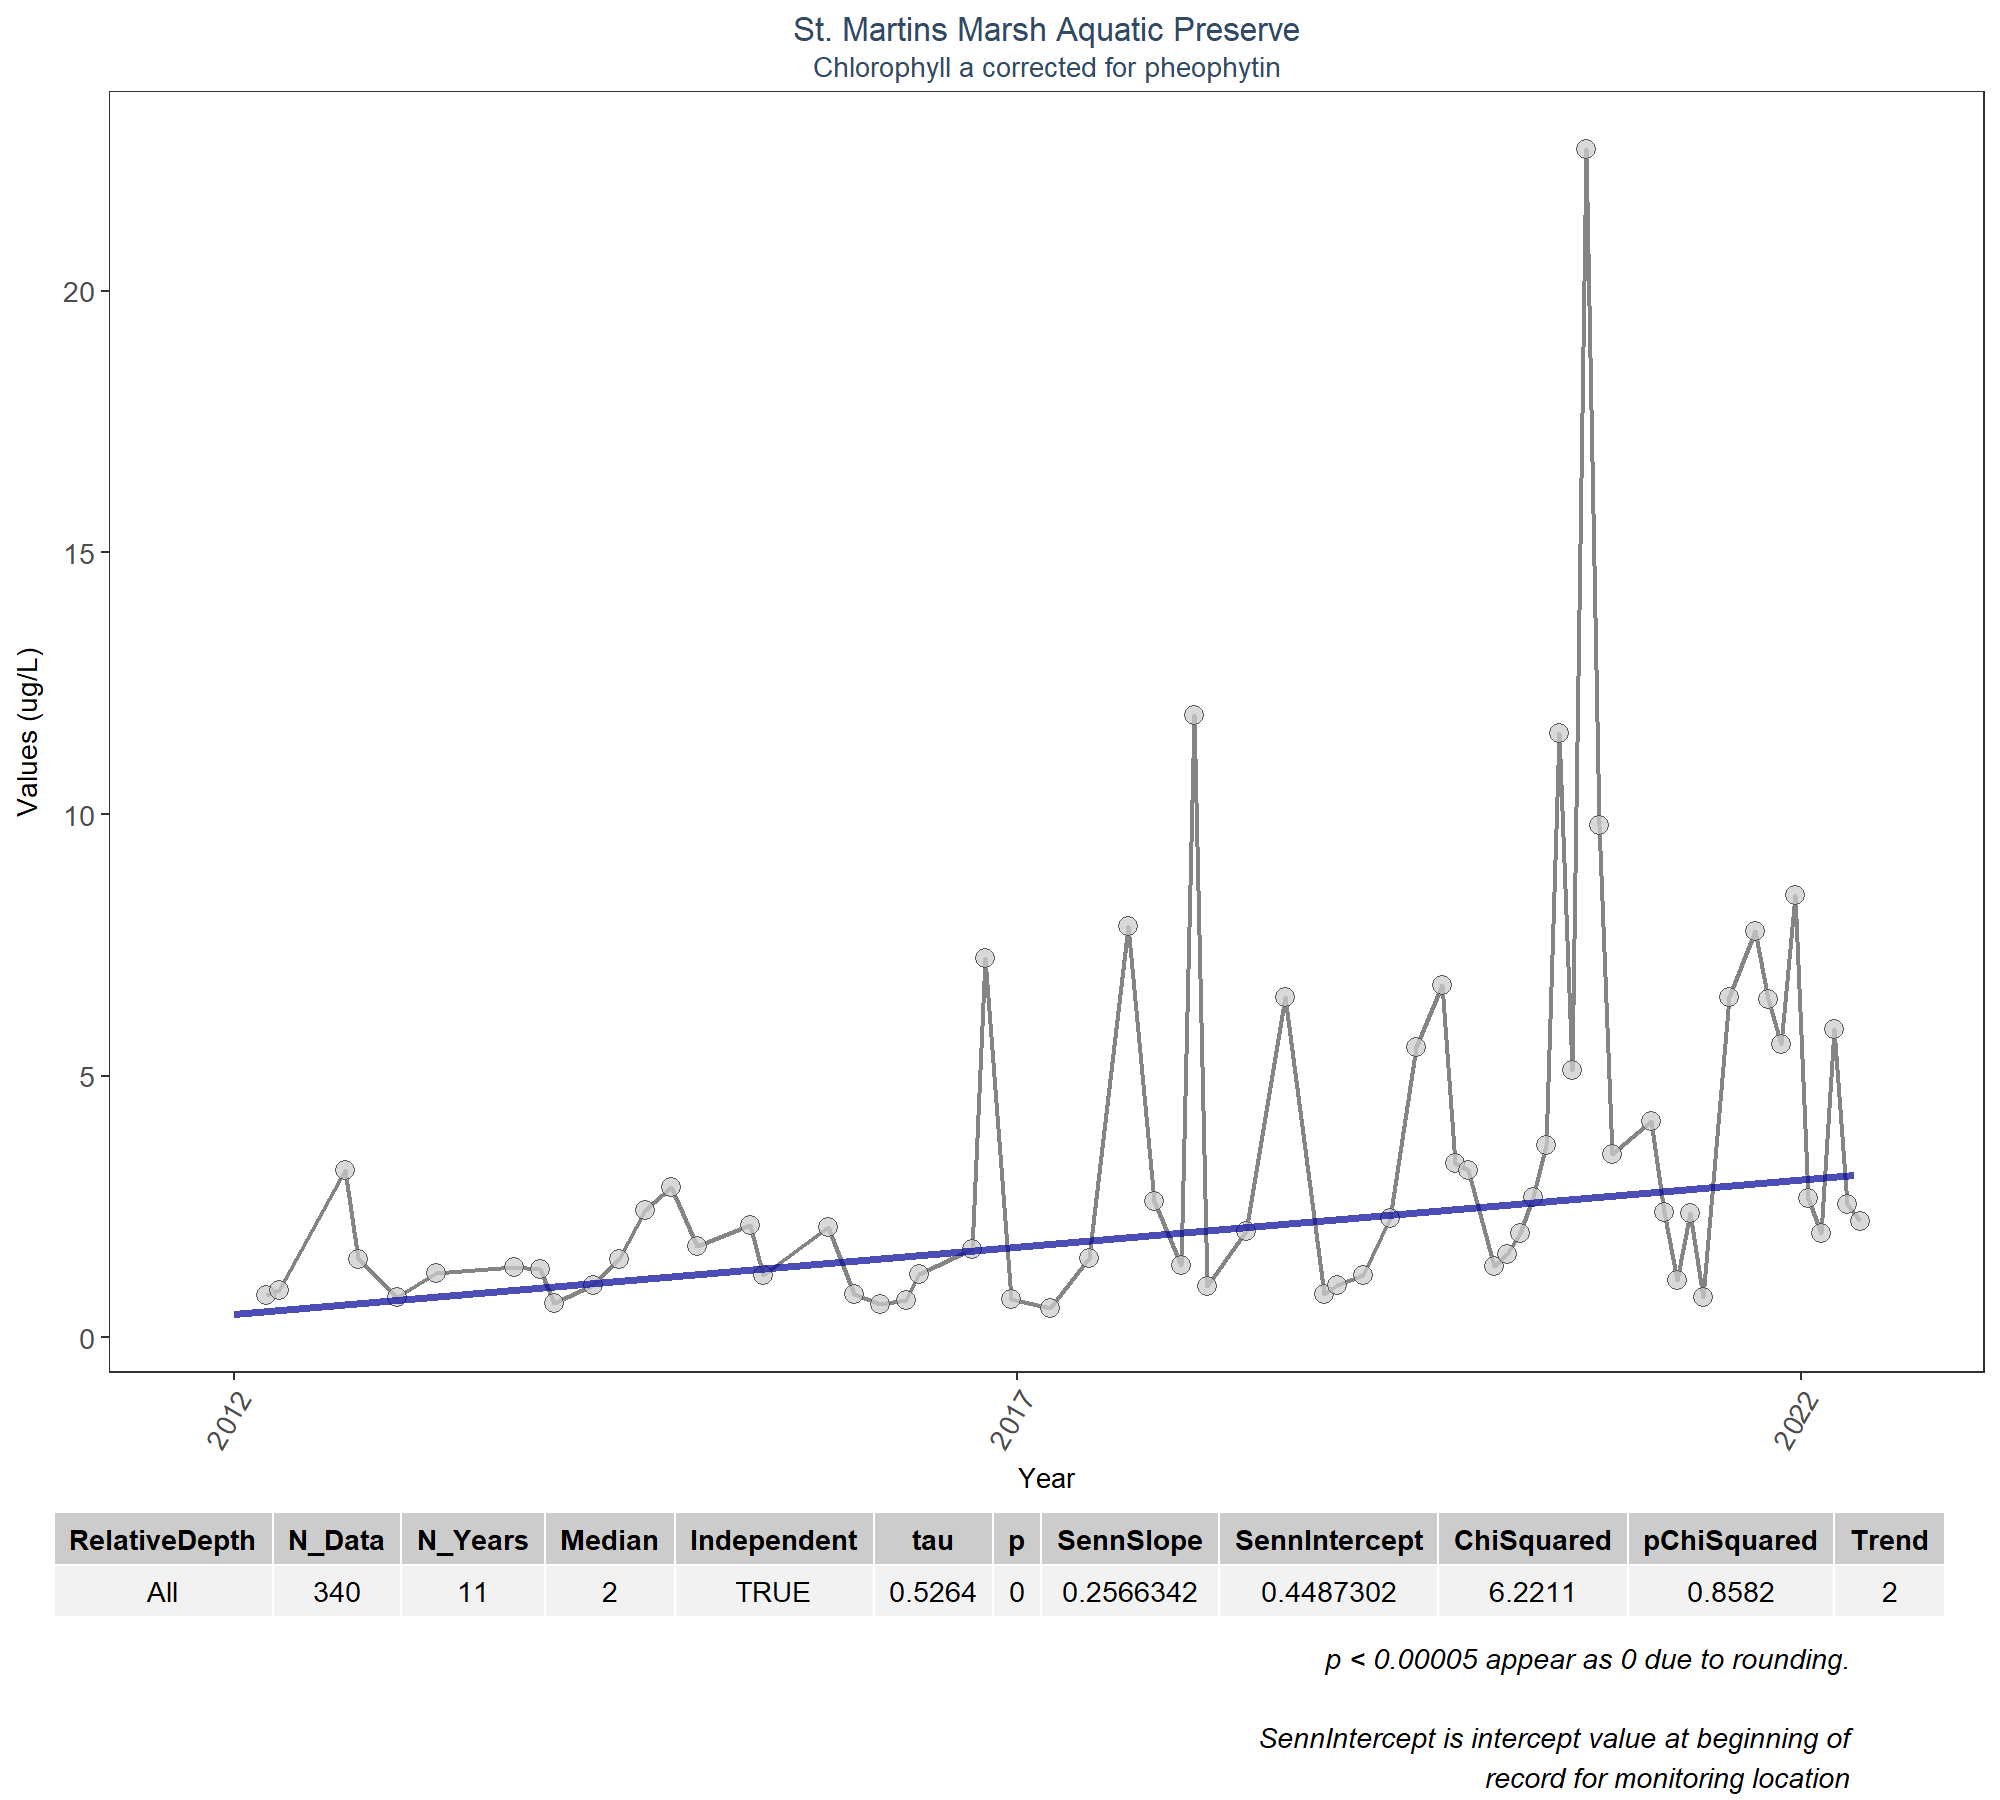 St. Martins Marsh Aquatic Preserve
Chlorophyll a corrected for pheophytin
Values (ug/L)
20
15
10
5
0
2012
2017
2022
Year
RelativeDepth N_Data N_Years Median Independent tau p SennSlope SennIntercept ChiSquared pChiSquared Trend
All 340 11 2 TRUE 0.5264 0 0.2566342 0.4487302 6.2211 0.8582 2
p < 0.00005 appear as 0 due to rounding.
SennIntercept is intercept value at beginning of
record for monitoring location